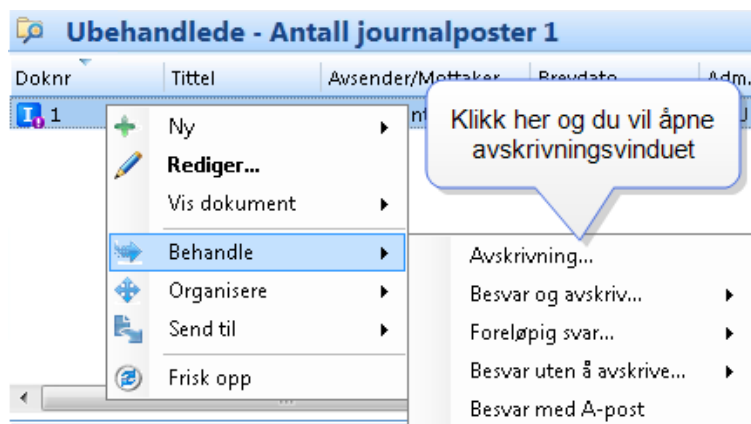 Ubehandlede - Antall journalposter 1
Doknr Tittel Avsender/Mottaker Brevdato Adm.
I 1
Klikk her og du vil åpne
avskrivningsvinduet
Ny
Rediger...
Vis dokument
Behandle
Organisere
Send til
Frisk opp
Avskrivning...
Besvar og avskriv...
Foreløpig svar...
Besvar uten å avskrive...
Besvar med A-post